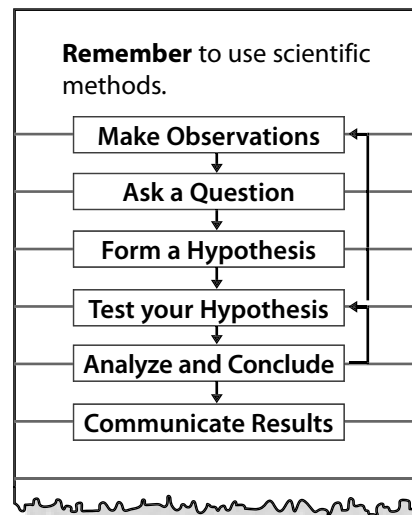 Remember to use scientific
methods.
Make Observations
Ask a Question
Form a Hypothesis
Test your Hypothesis
Analyze and Conclude
Communicate Results